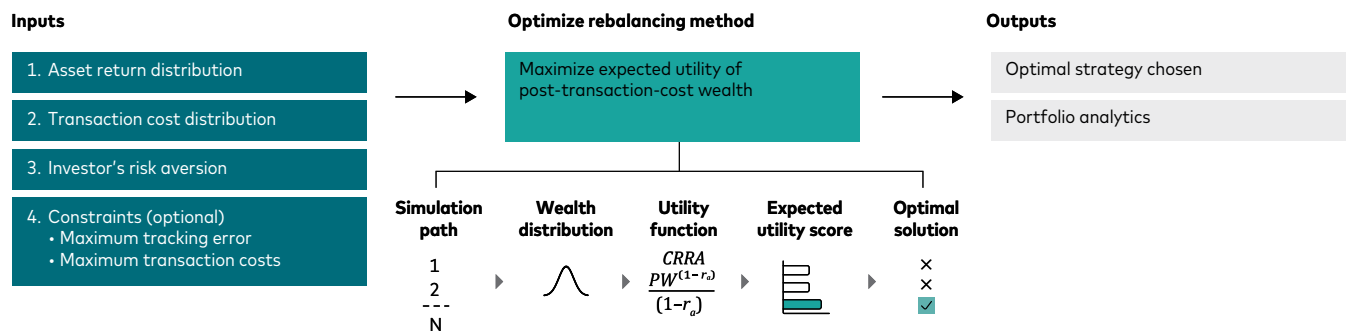 Inputs
1. Asset return distribution
2. Transaction cost distribution
3. Investor’s risk aversion
4. Constraints (optional)
• Maximum tracking error
• Maximum transaction costs
Optimize rebalancing method
Maximize expected utility of
post-transaction-cost wealth
Simulation
path
1
2
---
N
Wealth
distribution
Utility
function
CRRA
PW^(1−rₐ)
(1−rₐ)
Expected
utility score
Optimal
solution
Outputs
Optimal strategy chosen
Portfolio analytics